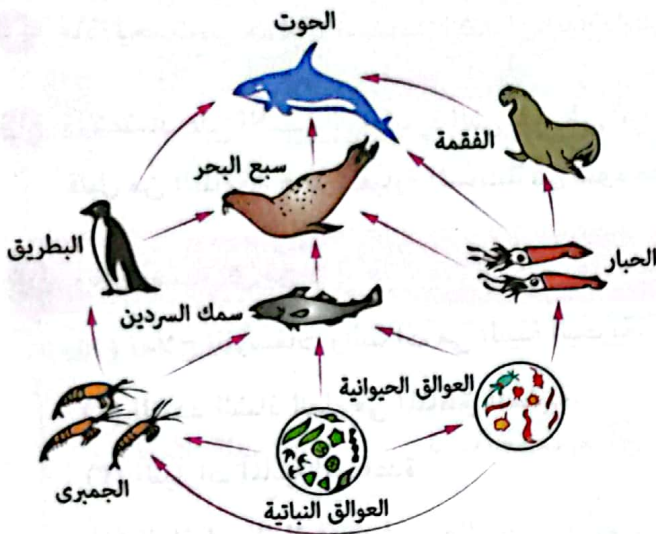 الحوت
الفقمة
سبع البحر
البطريق
الحبار
سمك السردين
العوالق الحيوانية
الجمبرى
العوالق النباتية